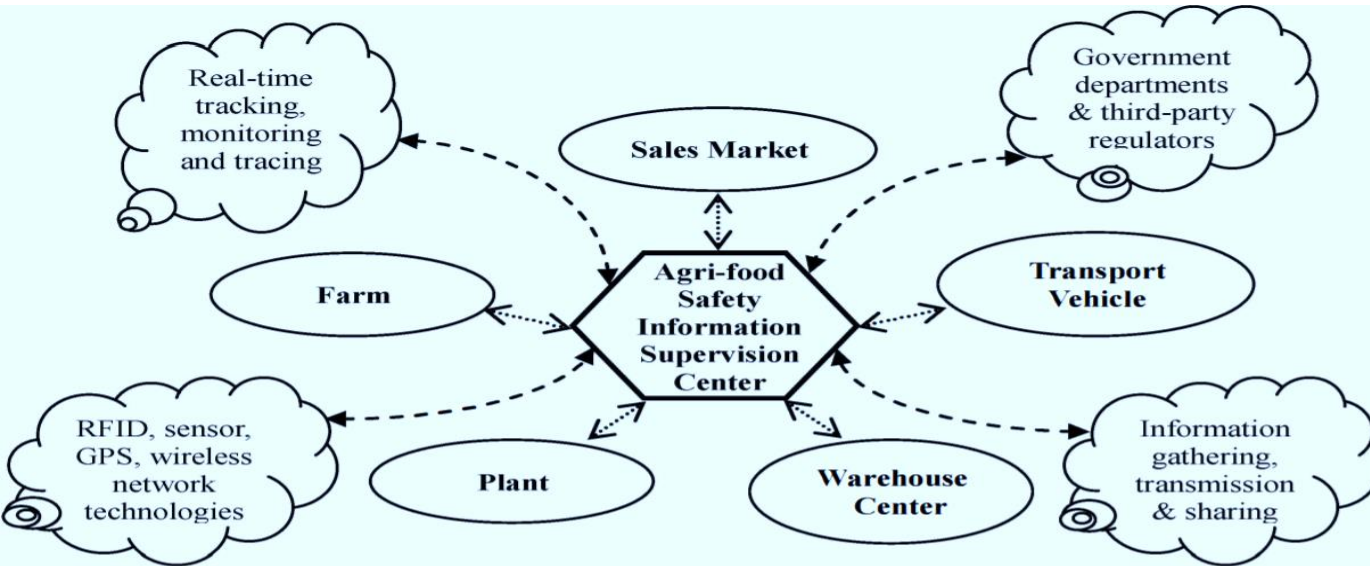 Real-time
tracking,
monitoring
and tracing
Government
departments
& third-party
regulators
Sales Market
Farm
Agri-food
Safety
Information
Supervision
Center
Transport
Vehicle
RFID, sensor,
GPS, wireless
network
technologies
Plant
Warehouse
Center
Information
gathering,
transmission
& sharing